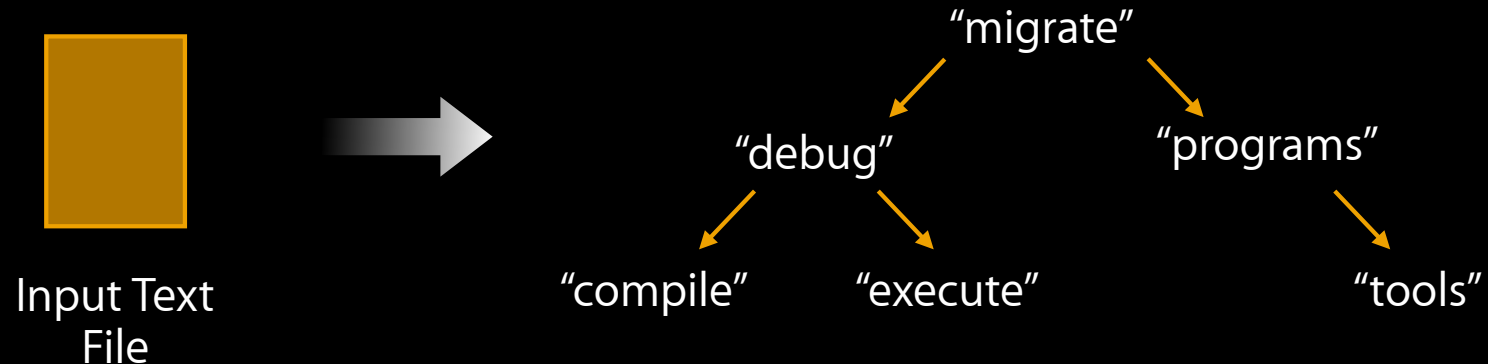 “migrate”
“debug”
“programs”
“compile”
“execute”
“tools”
Input Text
File